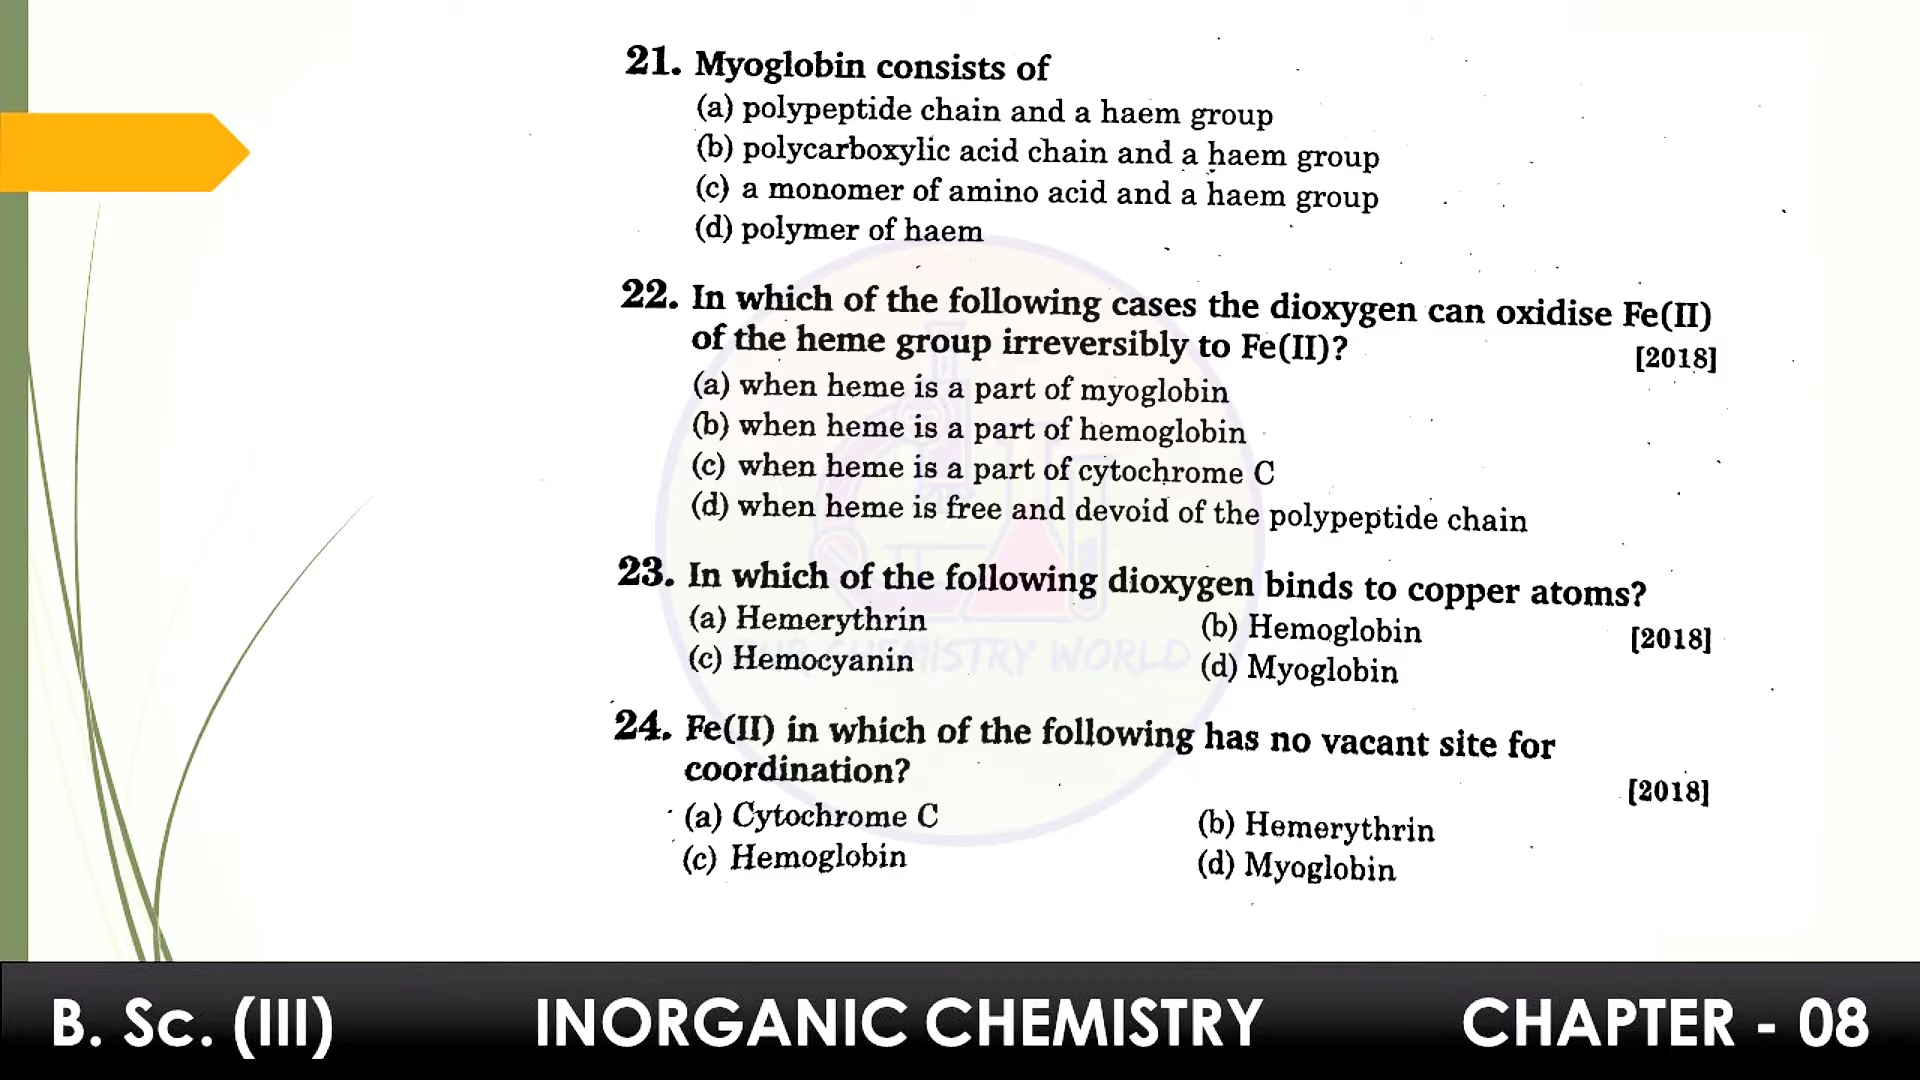 21. Myoglobin consists of
(a) polypeptide chain and a haem group
(b) polycarboxylic acid chain and a haem group
(c) a monomer of amino acid and a haem group
(d) polymer of haem
22. In which of the following cases the dioxygen can oxidise Fe(II)
of the heme group irreversibly to Fe(II)? [2018]
(a) when heme is a part of myoglobin
(b) when heme is a part of hemoglobin
(c) when heme is a part of cytochrome C
(d) when heme is free and devoid of the polypeptide chain
23. In which of the following dioxygen binds to copper atoms?
(a) Hemerythrin (b) Hemoglobin [2018]
(c) Hemocyanin (d) Myoglobin
CHEMISTRY WORLD
24. Fe(II) in which of the following has no vacant site for
coordination? [2018]
(a) Cytochrome C (b) Hemerythrin
(c) Hemoglobin (d) Myoglobin
B. Sc. (III) INORGANIC CHEMISTRY CHAPTER - 08